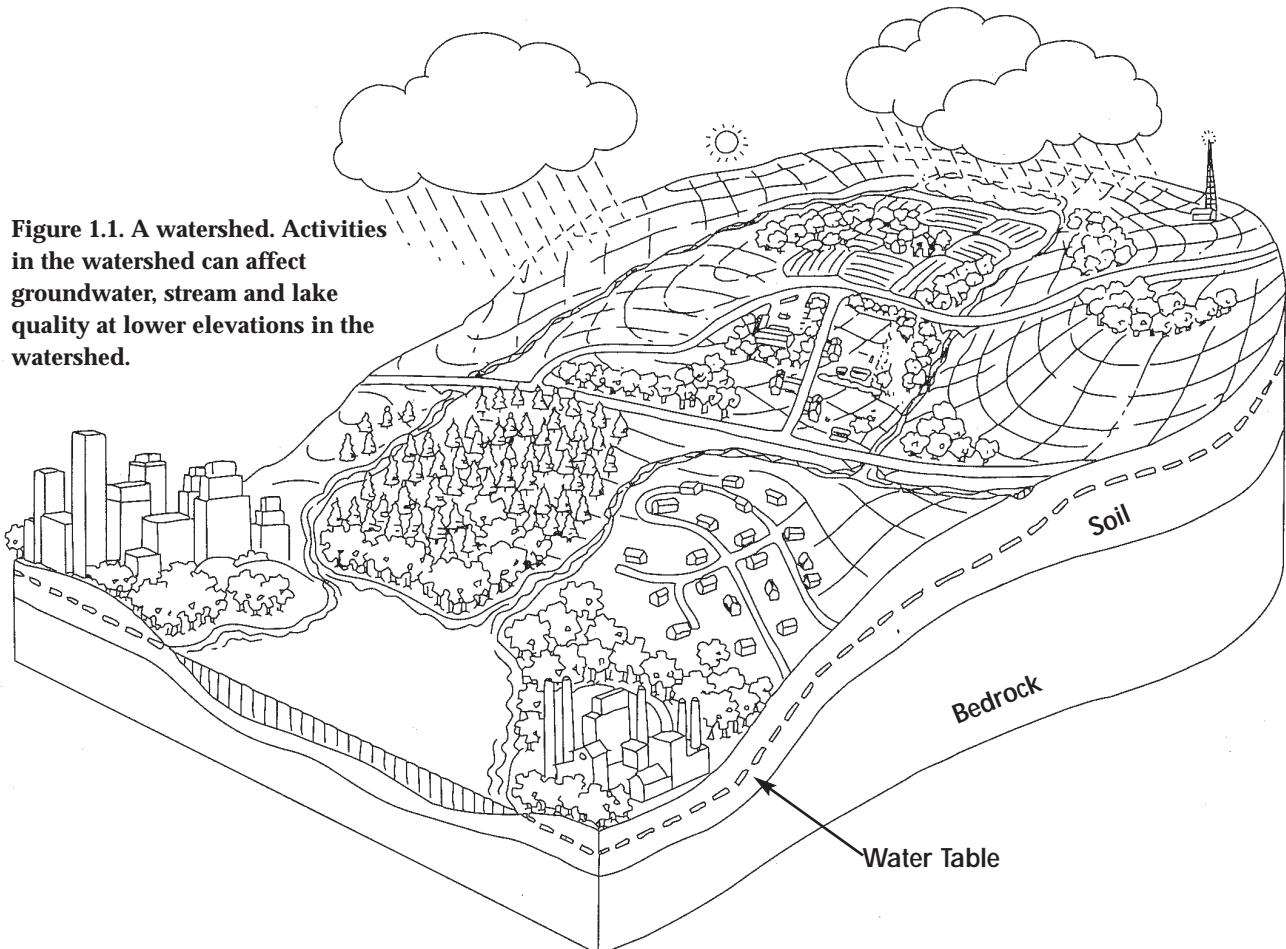 Figure 1.1. A watershed. Activities
in the watershed can affect
groundwater, stream and lake
quality at lower elevations in the
watershed.
Soil
Bedrock
Water Table